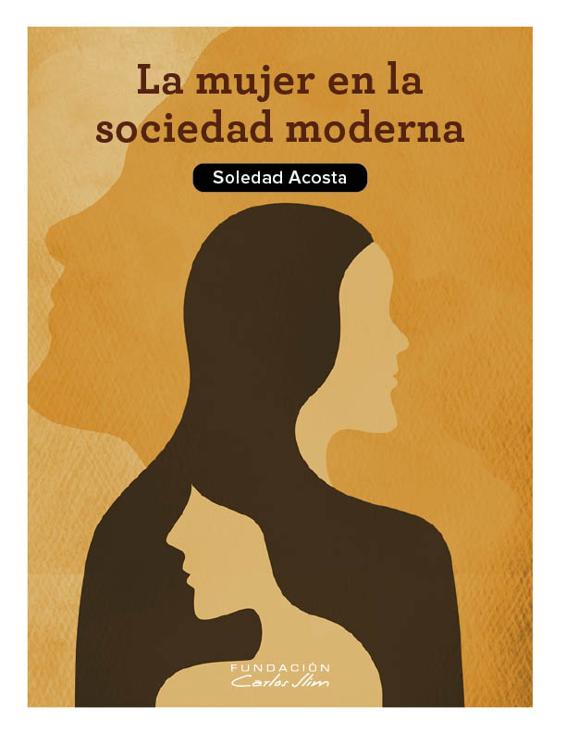 La mujer en la
sociedad moderna
Soledad Acosta
FUNDACIÓN
Carlos Slim